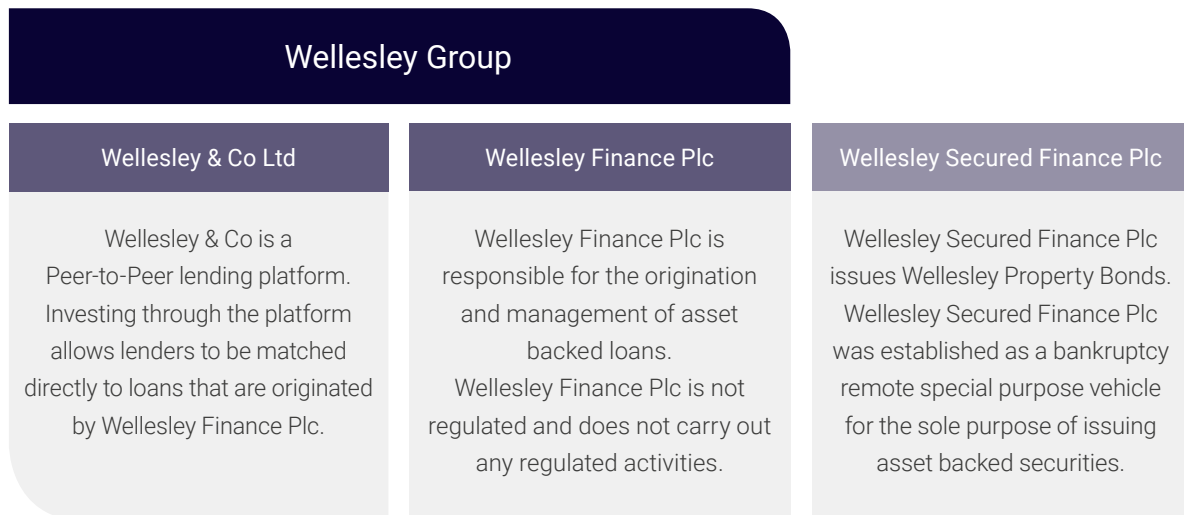 Wellesley Group
Wellesley & Co Ltd
Wellesley & Co is a
Peer-to-Peer lending platform.
Investing through the platform
allows lenders to be matched
directly to loans that are originated
by Wellesley Finance Plc.
Wellesley Finance Plc
Wellesley Finance Plc is
responsible for the origination
and management of asset
backed loans.
Wellesley Finance Plc is not
regulated and does not carry out
any regulated activities.
Wellesley Secured Finance Plc
Wellesley Secured Finance Plc
issues Wellesley Property Bonds.
Wellesley Secured Finance Plc
was established as a bankruptcy
remote special purpose vehicle
for the sole purpose of issuing
asset backed securities.